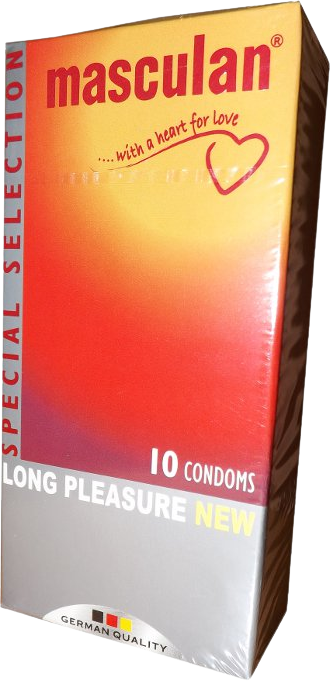 masculan®
....with a heart for love
SPECIAL SELECTION
10 CONDOMS
LONG PLEASURE NEW
GERMAN QUALITY